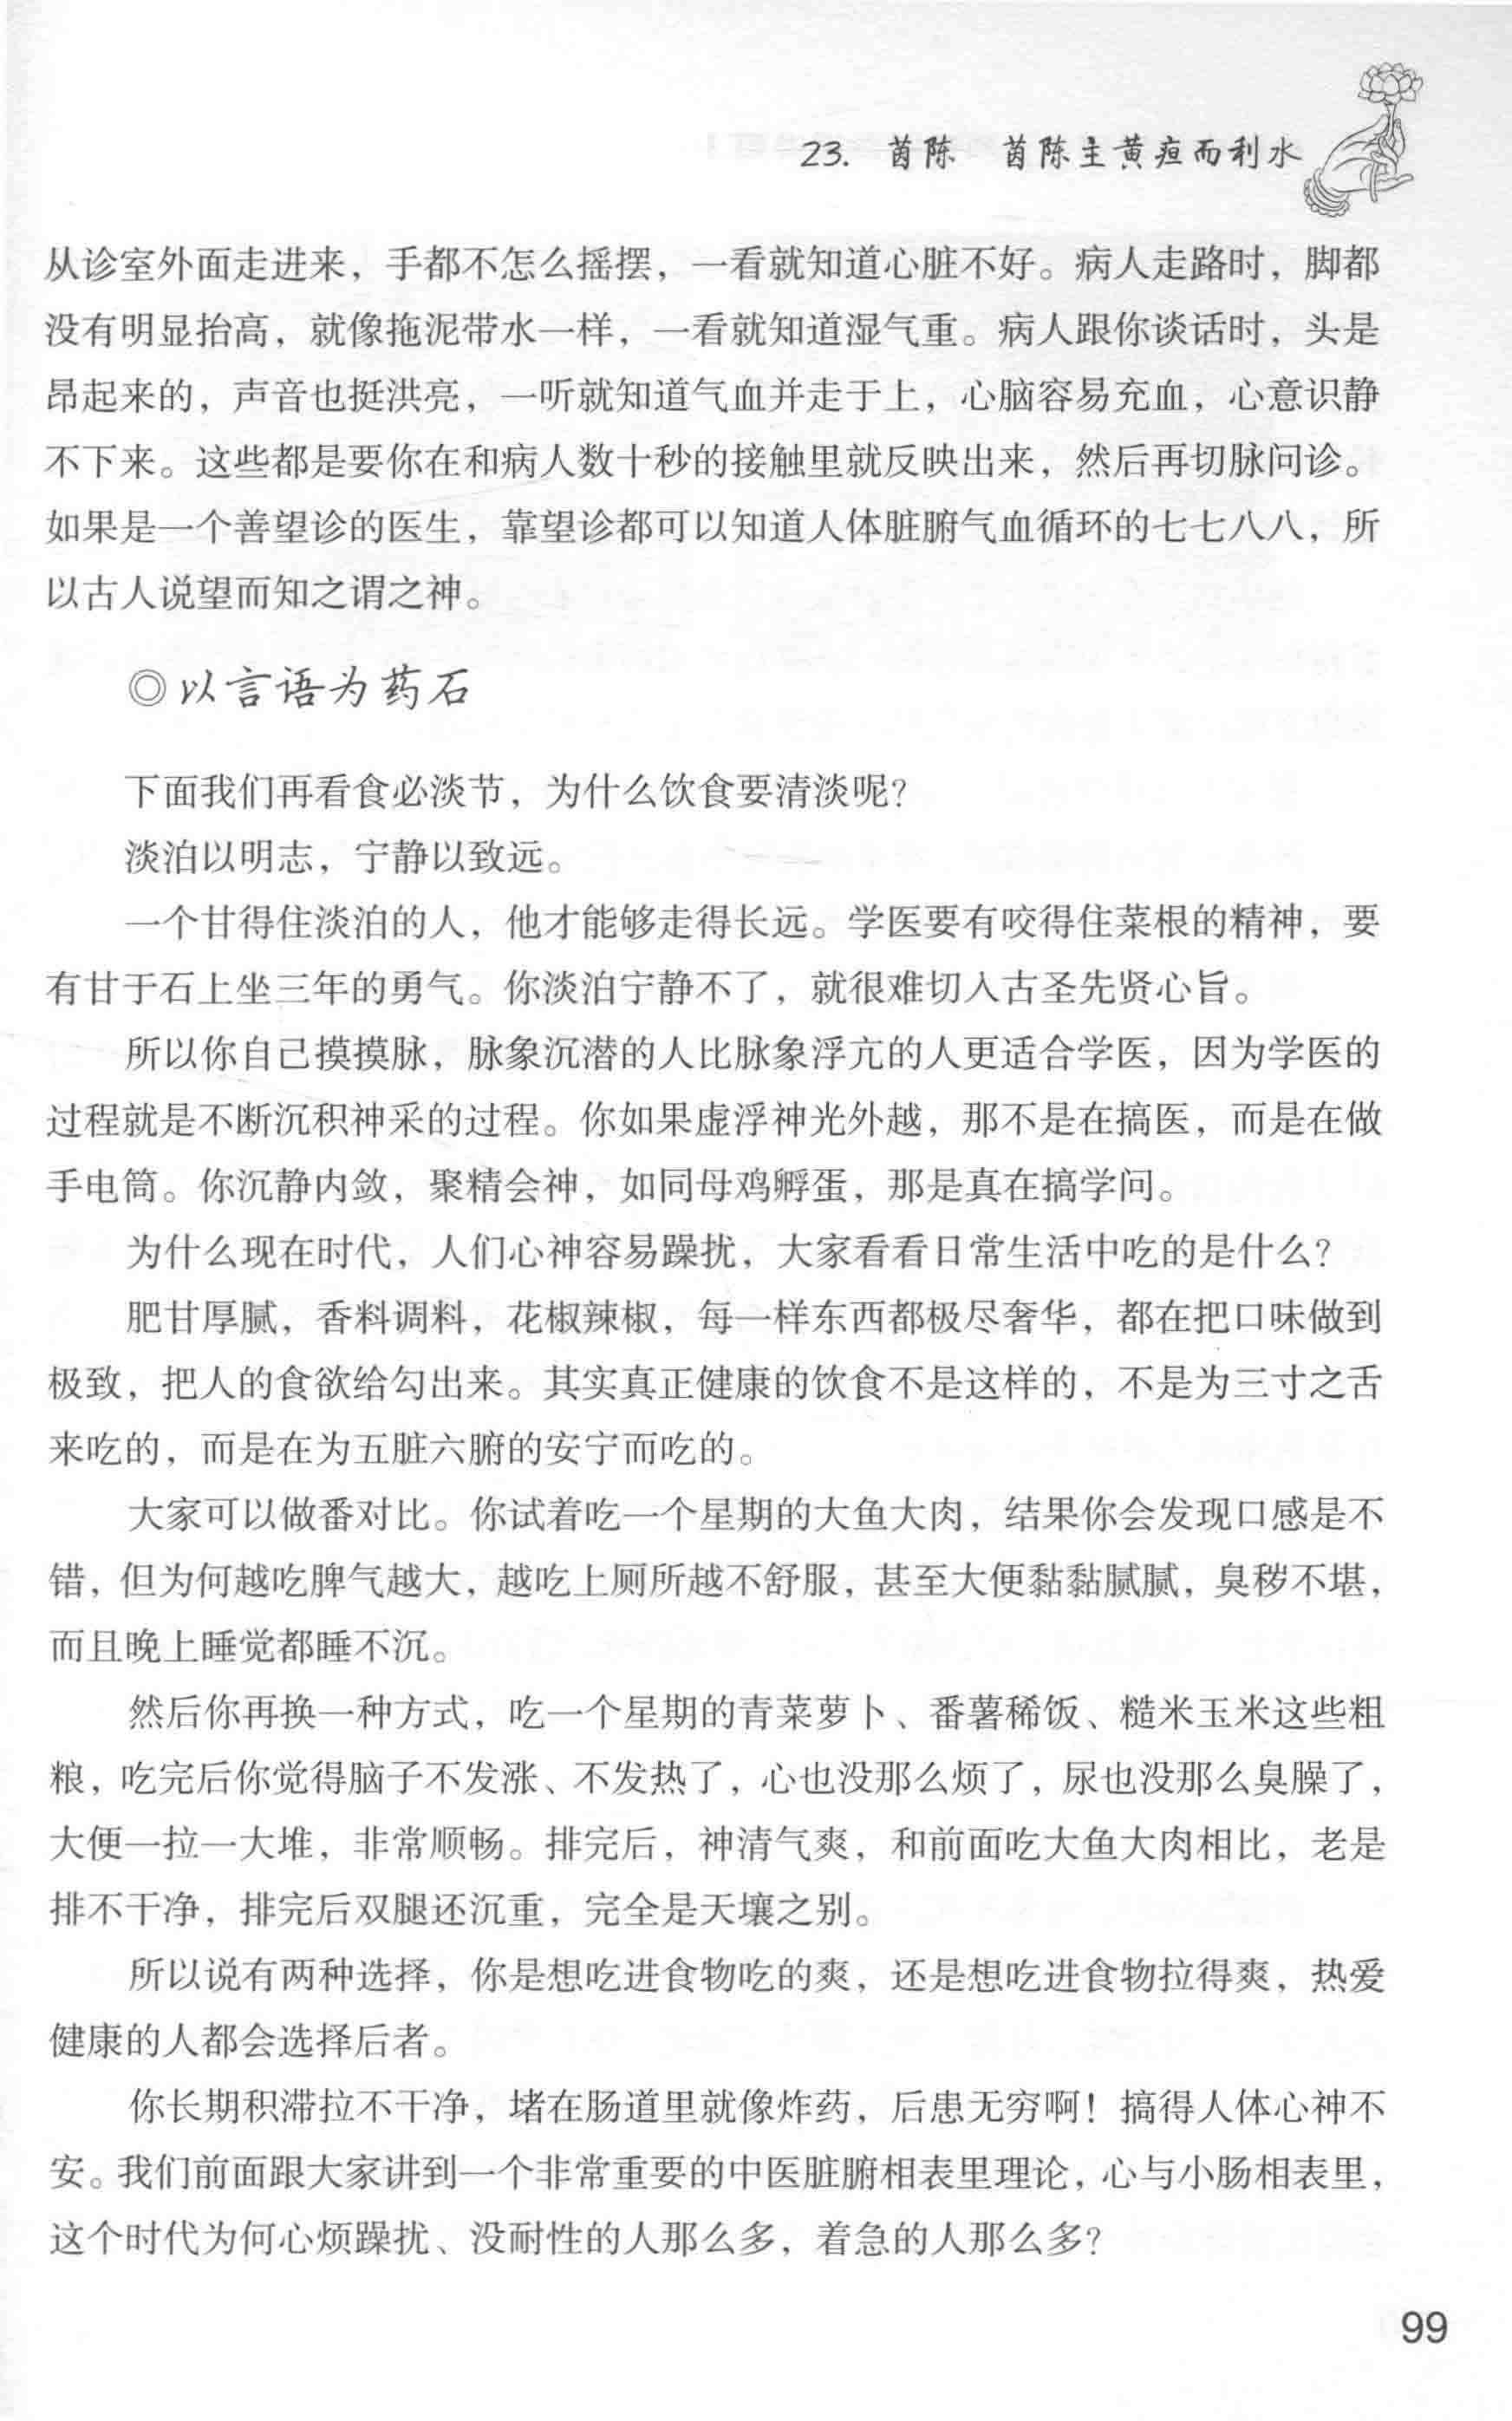 23. 茵陈 茵陈主黄疸而利水
从诊室外面走进来，手都不怎么摇摆，一看就知道心脏不好。病人走路时，脚都
没有明显抬高，就像拖泥带水一样，一看就知道湿气重。病人跟你谈话时，头是
昂起来的，声音也挺洪亮，一听就知道气血并走于上，心脑容易充血，心意识静
不下来。这些都是要你在和病人数十秒的接触里就反映出来，然后再切脉问诊。
如果是一个善望诊的医生，靠望诊都可以知道人体脏腑气血循环的七七八八，所
以古人说望而知之谓之神。
◎以言语为药石
下面我们再看食必淡节，为什么饮食要清淡呢？
淡泊以明志，宁静以致远。
一个甘得住淡泊的人，他才能够走得长远。学医要有咬得住菜根的精神，要
有甘于石上坐三年的勇气。你淡泊宁静不了，就很难切入古圣先贤心旨。
所以你自己摸摸脉，脉象沉潜的人比脉象浮亢的人更适合学医，因为学医的
过程就是不断沉积神采的过程。你如果虚浮神光外越，那不是在搞医，而是在做
手电筒。你沉静内敛，聚精会神，如同母鸡孵蛋，那是真在搞学问。
为什么现在时代，人们心神容易躁扰，大家看看日常生活中吃的是什么？
肥甘厚腻，香料调料，花椒辣椒，每一样东西都极尽奢华，都在把口味做到
极致，把人的食欲给勾出来。其实真正健康的饮食不是这样的，不是为三寸之舌
来吃的，而是在为五脏六腑的安宁而吃的。
大家可以做番对比。你试着吃一个星期的大鱼大肉，结果你会发现口感是不
错，但为何越吃脾气越大，越吃上厕所越不舒服，甚至大便黏黏腻腻，臭秽不堪，
而且晚上睡觉都睡不沉。
然后你再换一种方式，吃一个星期的青菜萝卜、番薯稀饭、糙米玉米这些粗
粮，吃完后你觉得脑子不发涨、不发热了，心也没那么烦了，尿也没那么臭臊了，
大便一拉一大堆，非常顺畅。排完后，神清气爽，和前面吃大鱼大肉相比，老是
排不干净，排完后双腿还沉重，完全是天壤之别。
所以说有两种选择，你是想吃进食物吃的爽，还是想吃进食物拉得爽，热爱
健康的人都会选择后者。
你长期积滞拉不干净，堵在肠道里就像炸药，后患无穷啊！搞得人体心神不
安。我们前面跟大家讲到一个非常重要的中医脏腑相表里理论，心与小肠相表里，
这个时代为何心烦躁扰、没耐性的人那么多，着急的人那么多？
99